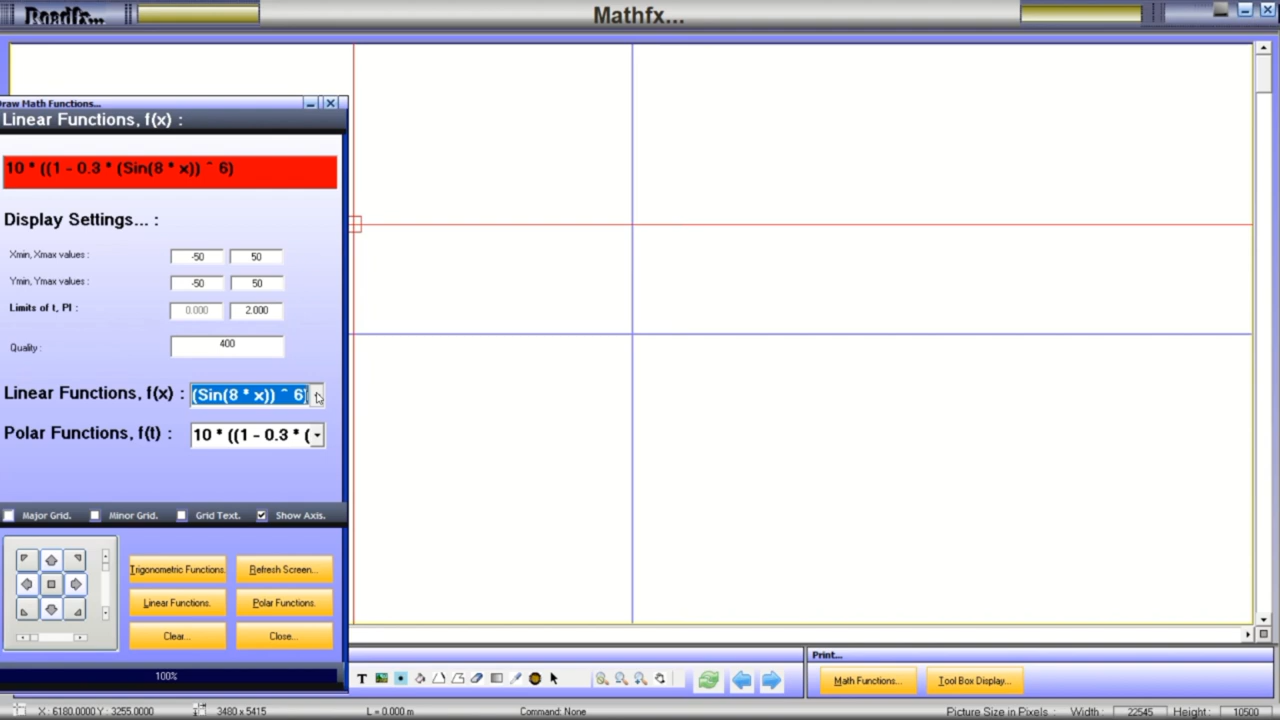 Roadfx...
Mathfx...
Draw Math Functions...
Linear Functions, f(x) :
10 * ((1 - 0.3 * (Sin(8 * x)) ^ 6)
Display Settings... :
Xmin, Xmax values :
-50
50
Ymin, Ymax values :
-50
50
Limits of t, PI :
0.000
2.000
Quality :
400
Linear Functions, f(x) :
(Sin(8 * x)) ^ 6)
Polar Functions, f(t) :
10 * ((1 - 0.3 * (
Major Grid.
Minor Grid.
Grid Text.
Show Axis.
Trigonometric Functions.
Refresh Screen...
Linear Functions.
Polar Functions.
Clear...
Close...
100%
T
Print...
Math Functions...
Tool Box Display...
X : 6180.0000 Y : 3255.0000
3480 x 5415
L = 0.000 m
Command: None
Picture Size in Pixels :
Width :
22545
Height :
10500